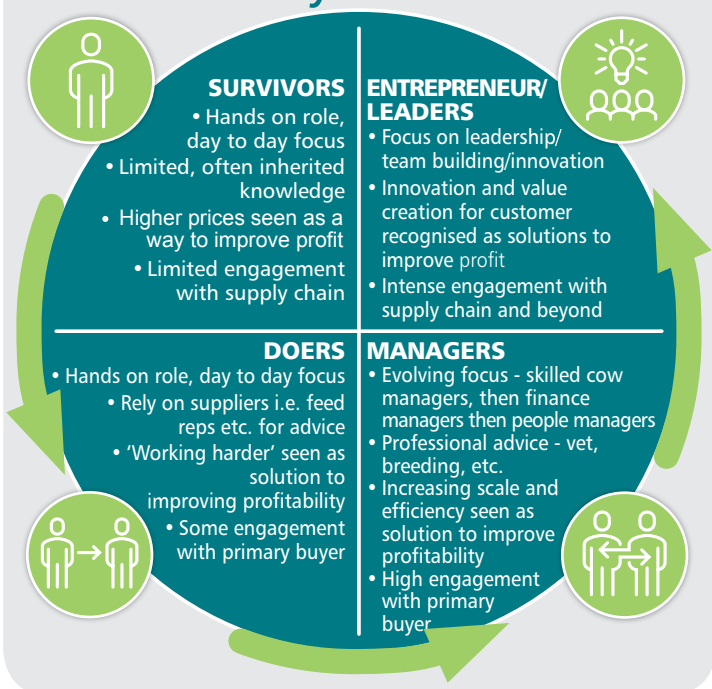 SURVIVORS
• Hands on role,
day to day focus
• Limited, often inherited
knowledge
• Higher prices seen as a
way to improve profit
• Limited engagement
with supply chain
ENTREPRENEUR/
LEADERS
• Focus on leadership/
team building/innovation
• Innovation and value
creation for customer
recognised as solutions to
improve profit
• Intense engagement with
supply chain and beyond
DOERS
• Hands on role, day to day focus
• Rely on suppliers i.e. feed
reps etc. for advice
• ‘Working harder’ seen as
solution to
improving profitability
• Some engagement
with primary buyer
MANAGERS
• Evolving focus - skilled cow
managers, then finance
managers then people managers
• Professional advice - vet,
breeding, etc.
• Increasing scale and
efficiency seen as
solution to improve
profitability
• High engagement
with primary
buyer